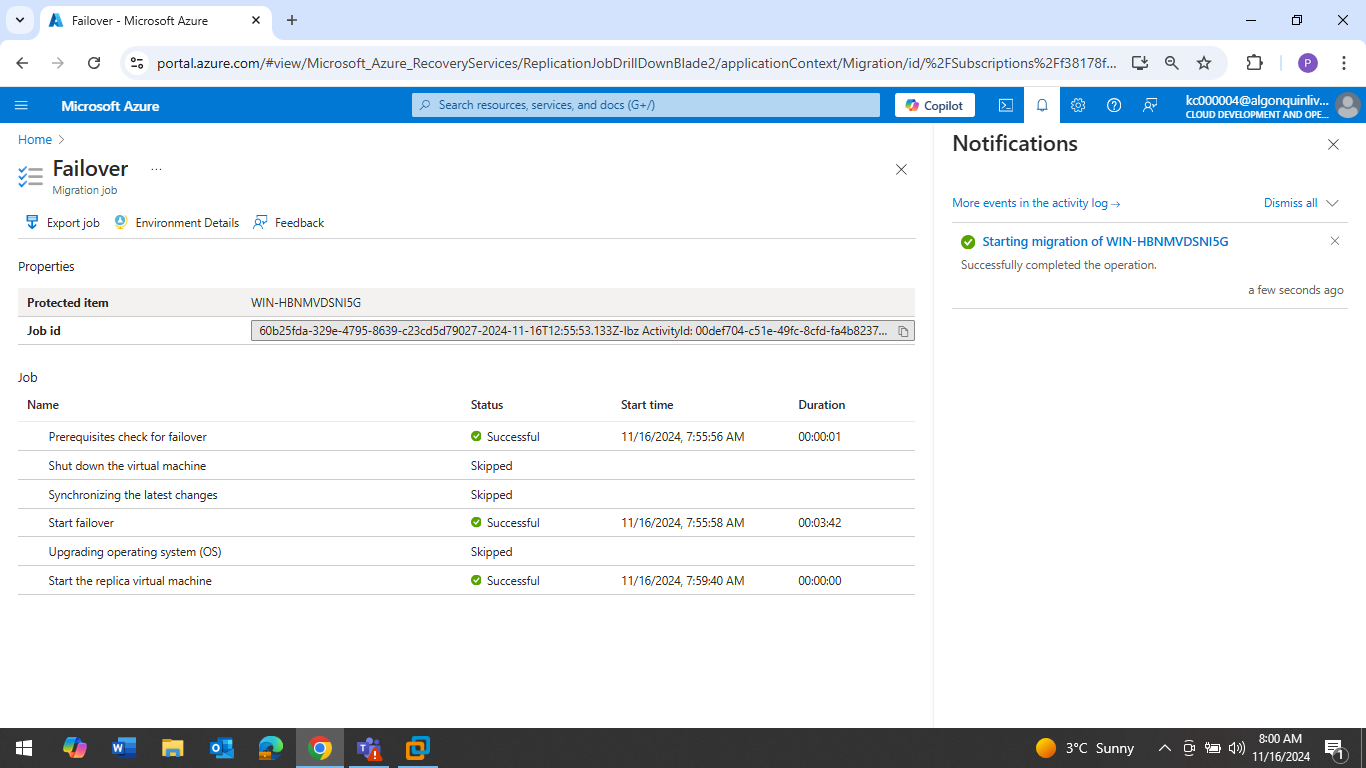 Failover - Microsoft Azure
portal.azure.com/#view/Microsoft_Azure_RecoveryServices/ReplicationJobDrillDownBlade2/applicationContext/Migration/id/%2FSubscriptions%2Ff38178f...
P
Microsoft Azure
Search resources, services, and docs (G+/)
Copilot
kc000004@algonquinliv...
CLOUD DEVELOPMENT AND OPE...
Home
Failover ...
Migration job
Export job
Environment Details
Feedback
Properties
Protected item WIN-HBNMVDSNI5G
Job id 60b25fda-329e-4795-8639-c23cd5d79027-2024-11-16T12:55:53.133Z-Ibz ActivityId: 00def704-c51e-49fc-8cfd-fa4b8237...
Job
Name Status Start time Duration
Prerequisites check for failover Successful 11/16/2024, 7:55:56 AM 00:00:01
Shut down the virtual machine Skipped
Synchronizing the latest changes Skipped
Start failover Successful 11/16/2024, 7:55:58 AM 00:03:42
Upgrading operating system (OS) Skipped
Start the replica virtual machine Successful 11/16/2024, 7:59:40 AM 00:00:00
Notifications
More events in the activity log →
Dismiss all
Starting migration of WIN-HBNMVDSNI5G
Successfully completed the operation.
a few seconds ago
3°C Sunny
8:00 AM
11/16/2024
1